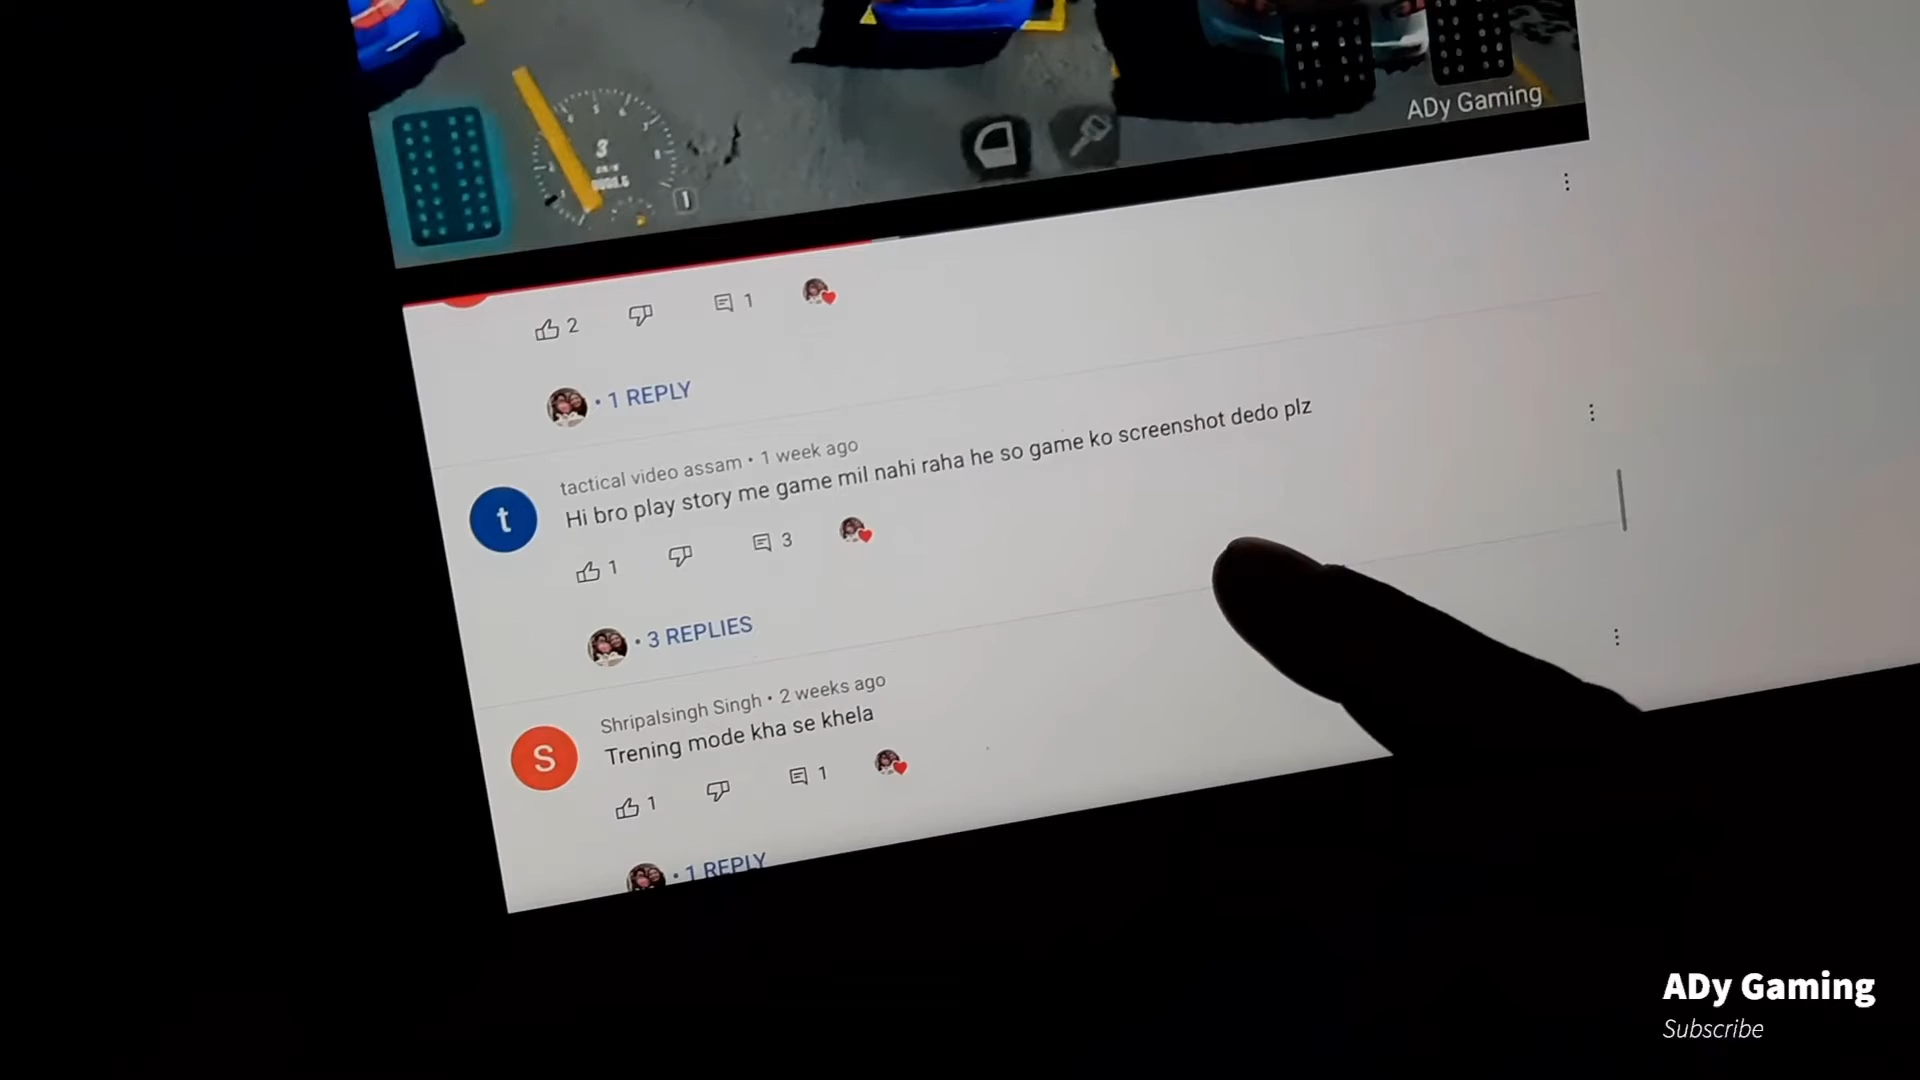 ADy Gaming
3
1
2
1
• 1 REPLY
tactical video assam • 1 week ago
Hi bro play story me game mil nahi raha he so game ko screenshot dedo plz
1
3
t
• 3 REPLIES
Shripalsingh Singh • 2 weeks ago
Trening mode kha se khela
S
1
1
• 1 REPLY
ADy Gaming
Subscribe